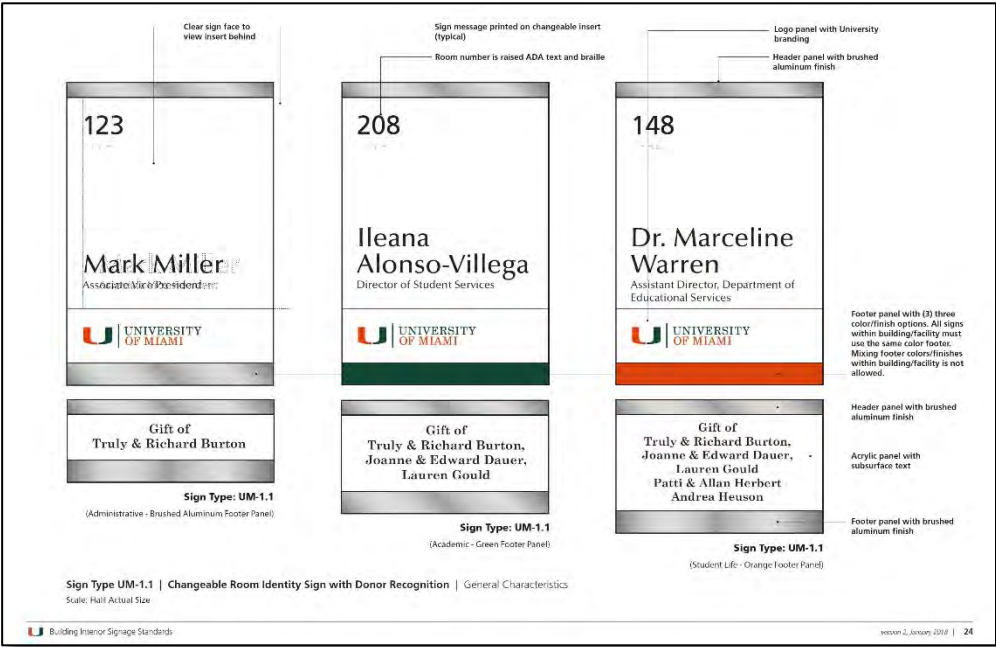 Clear sign face to
view insert behind
Sign message printed on changeable insert
(typical)
Room number is raised ADA text and braille
Logo panel with University
branding
Header panel with brushed
aluminum finish
123
Mark Miller
Associate Vice President
UNIVERSITY
OF MIAMI
208
Ileana
Alonso-Villega
Director of Student Services
UNIVERSITY
OF MIAMI
148
Dr. Marceline
Warren
Assistant Director, Department of
Educational Services
UNIVERSITY
OF MIAMI
Footer panel with (3) three
color/finish options. All signs
within building/facility must
use the same color footer.
Mixing footer colors/finishes
within building/facility is not
allowed.
Gift of
Truly & Richard Burton
Sign Type: UM-1.1
(Administrative - Brushed Aluminum Footer Panel)
Gift of
Truly & Richard Burton,
Joanne & Edward Dauer,
Lauren Gould
Sign Type: UM-1.1
(Academic - Green Footer Panel)
Gift of
Truly & Richard Burton,
Joanne & Edward Dauer,
Lauren Gould
Patti & Allan Herbert
Andrea Heuson
Sign Type: UM-1.1
(Student Life - Orange Footer Panel)
Header panel with brushed
aluminum finish
Acrylic panel with
subsurface text
Footer panel with brushed
aluminum finish
Sign Type UM-1.1 | Changeable Room Identity Sign with Donor Recognition | General Characteristics
Scale: Half Actual Size
Building Interior Signage Standards
version 2, January 2018 | 24